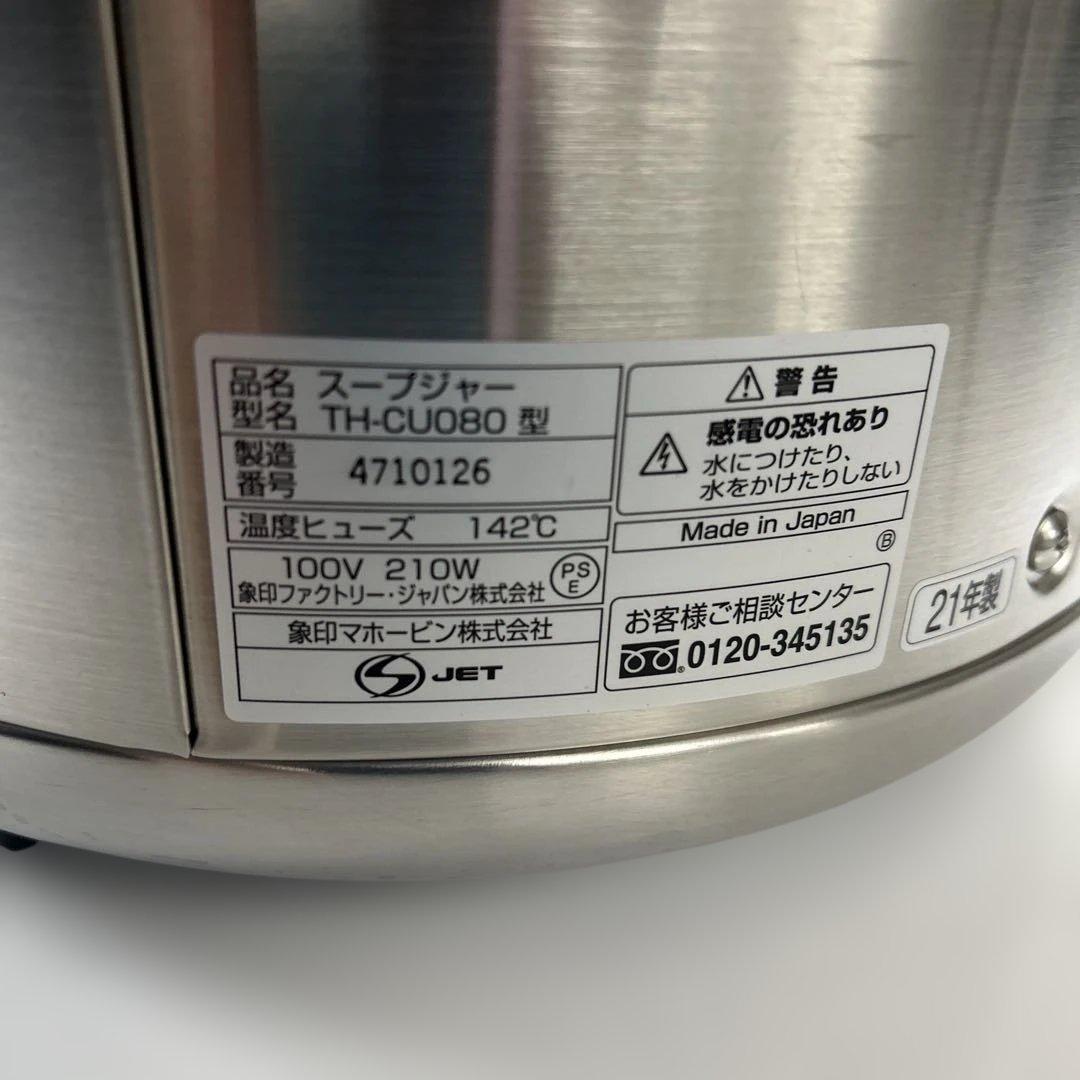 品名 スープジャー
型名 TH-CU080 型
製造番号 4710126
温度ヒューズ 142℃
100V 210W
象印ファクトリー・ジャパン株式会社
PS
E
象印マホービン株式会社
JET
警告
感電の恐れあり
水につけたり、
水をかけたりしない
Made in Japan
Ⓑ
お客様ご相談センター
0120-345135
21年製